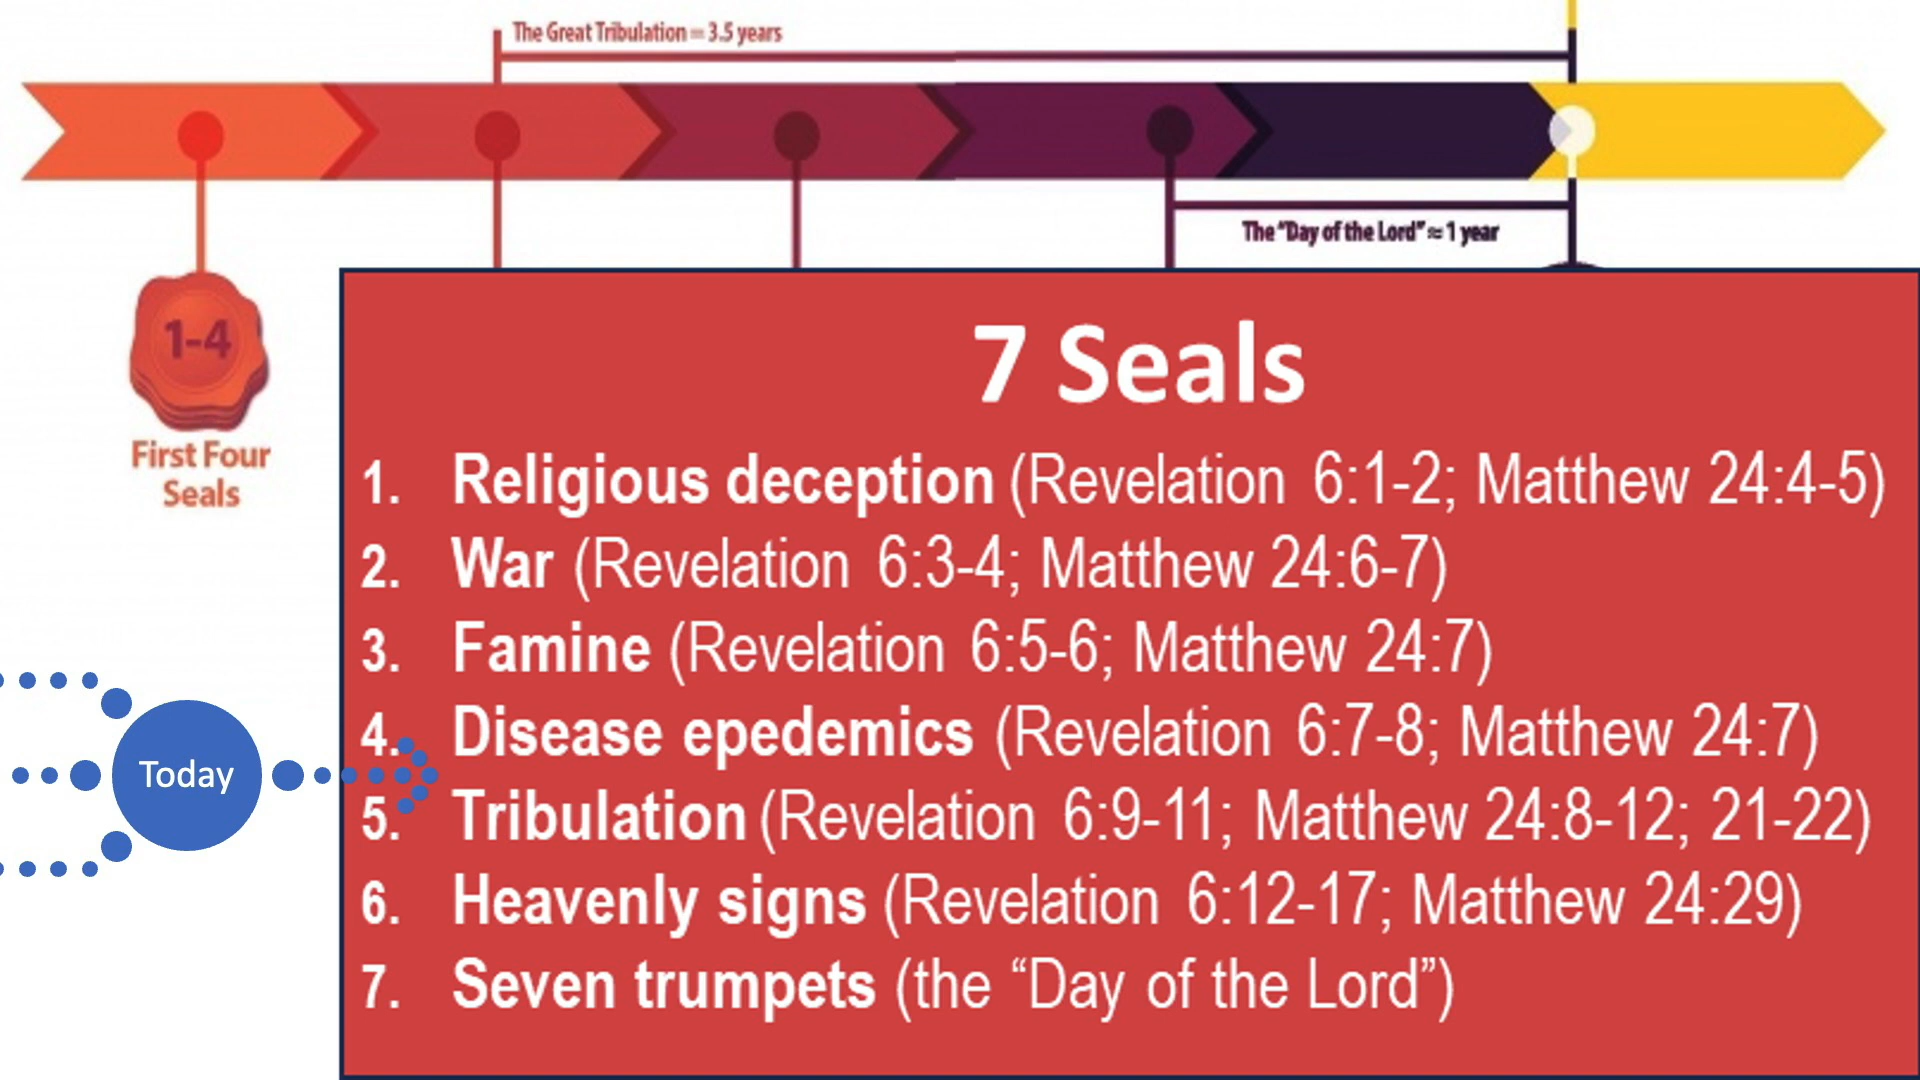 The Great Tribulation = 3.5 years
The "Day of the Lord" ≈ 1 year
1-4
First Four
Seals
7 Seals
1. Religious deception (Revelation 6:1-2; Matthew 24:4-5)
2. War (Revelation 6:3-4; Matthew 24:6-7)
3. Famine (Revelation 6:5-6; Matthew 24:7)
4. Disease epedemics (Revelation 6:7-8; Matthew 24:7)
Today
5. Tribulation (Revelation 6:9-11; Matthew 24:8-12; 21-22)
6. Heavenly signs (Revelation 6:12-17; Matthew 24:29)
7. Seven trumpets (the “Day of the Lord”)